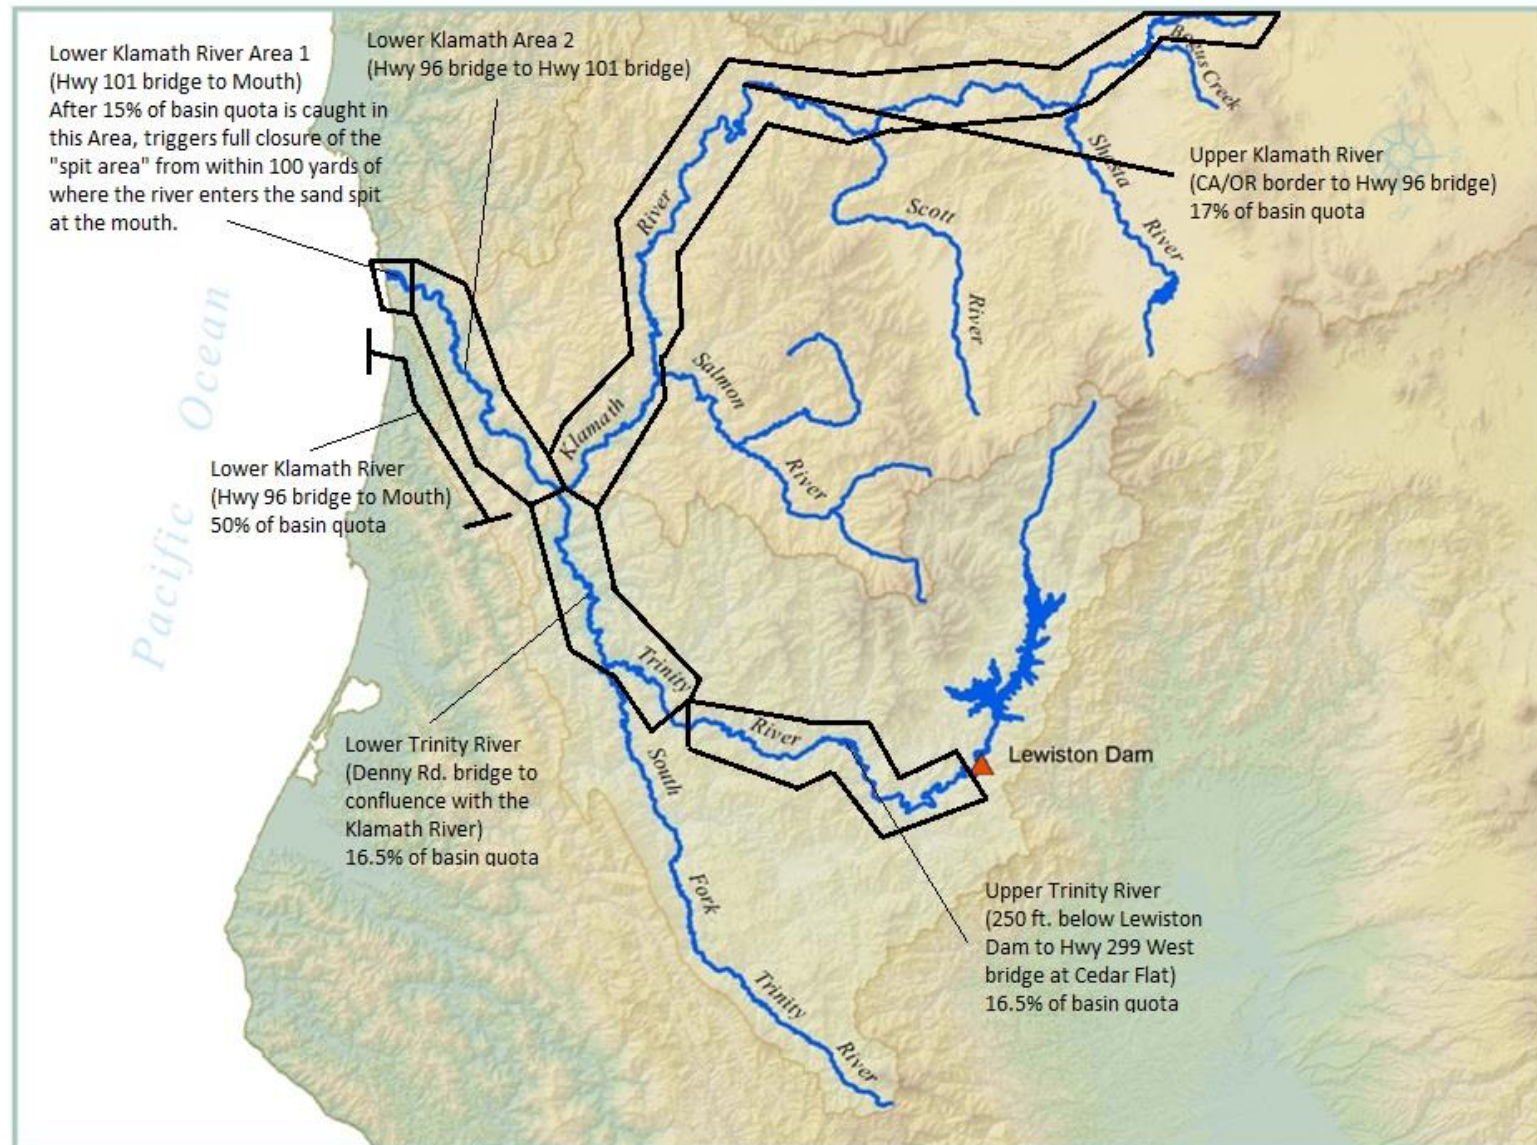 Lower Klamath River Area 1
(Hwy 101 bridge to Mouth)
After 15% of basin quota is caught in
this Area, triggers full closure of the
"spit area" from within 100 yards of
where the river enters the sand spit
at the mouth.
Lower Klamath Area 2
(Hwy 96 bridge to Hwy 101 bridge)
Bogus Creek
Upper Klamath River
(CA/OR border to Hwy 96 bridge)
17% of basin quota
Shasta
River
River
Scott
River
Salmon
River
Klamath
Pacific Ocean
Lower Klamath River
(Hwy 96 bridge to Mouth)
50% of basin quota
Trinity
River
Lewiston Dam
Lower Trinity River
(Denny Rd. bridge to
confluence with the
Klamath River)
16.5% of basin quota
South
Fork
Trinity
River
Upper Trinity River
(250 ft. below Lewiston
Dam to Hwy 299 West
bridge at Cedar Flat)
16.5% of basin quota